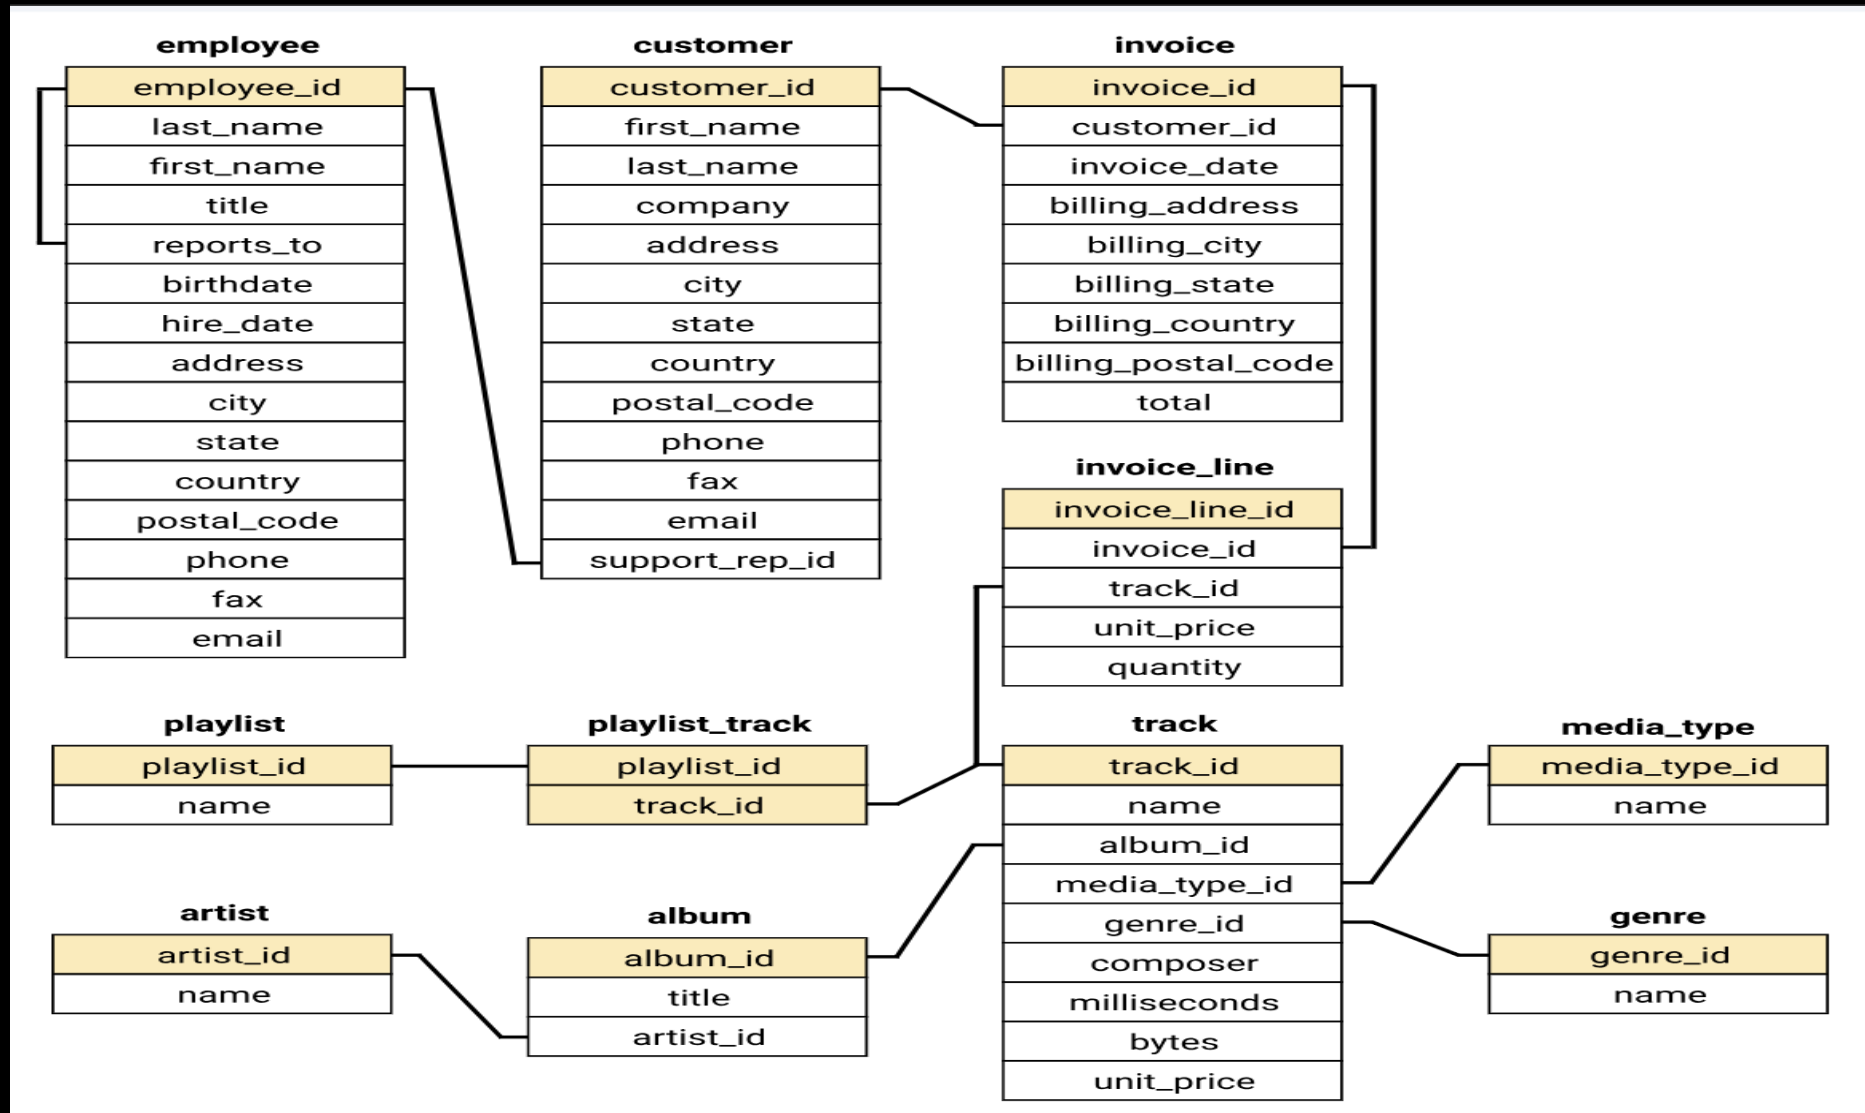 employee
employee_id
last_name
first_name
title
reports_to
birthdate
hire_date
address
city
state
country
postal_code
phone
fax
email
customer
customer_id
first_name
last_name
company
address
city
state
country
postal_code
phone
fax
email
support_rep_id
invoice
invoice_id
customer_id
invoice_date
billing_address
billing_city
billing_state
billing_country
billing_postal_code
total
invoice_line
invoice_line_id
invoice_id
track_id
unit_price
quantity
playlist
playlist_id
name
playlist_track
playlist_id
track_id
track
track_id
name
album_id
media_type_id
genre_id
composer
milliseconds
bytes
unit_price
media_type
media_type_id
name
artist
artist_id
name
album
album_id
title
artist_id
genre
genre_id
name